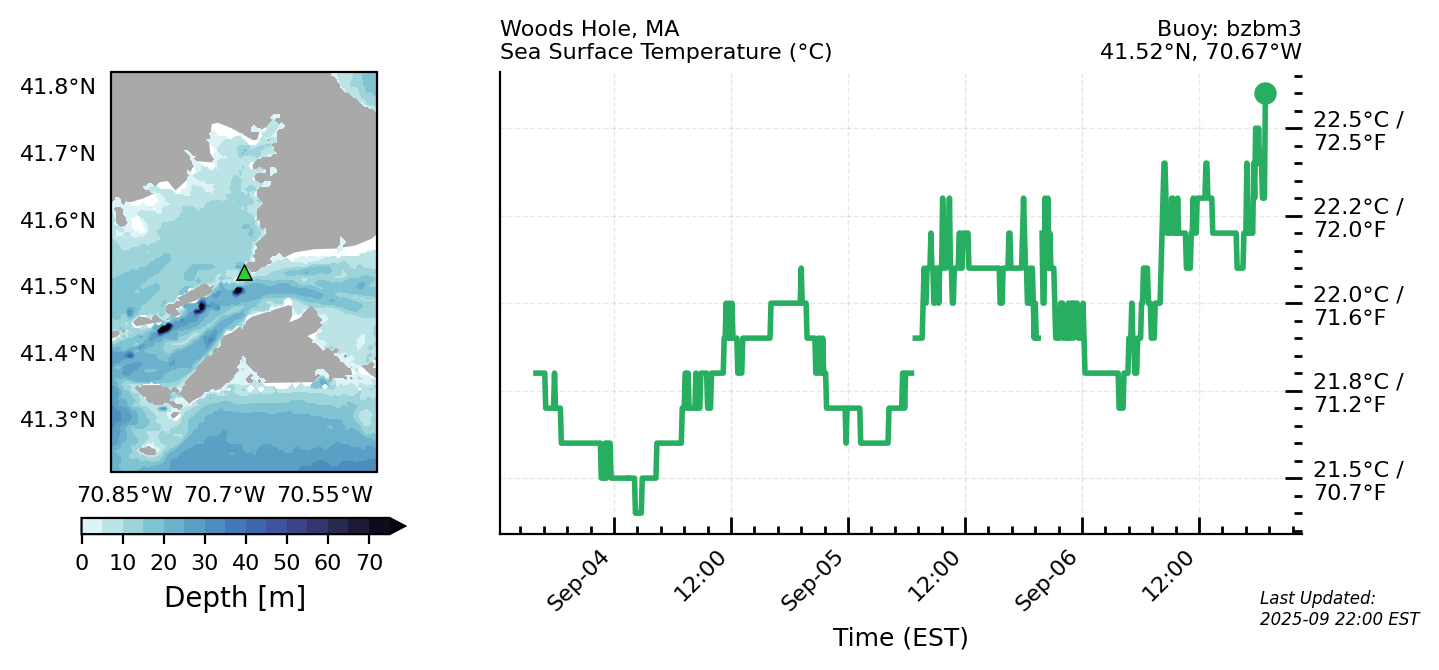 Woods Hole, MA
Sea Surface Temperature (°C)
Buoy: bzbm3
41.52°N, 70.67°W
41.8°N
41.7°N
41.6°N
41.5°N
41.4°N
41.3°N
70.85°W 70.7°W 70.55°W
0 10 20 30 40 50 60 70
Depth [m]
22.5°C /
72.5°F
22.2°C /
72.0°F
22.0°C /
71.6°F
21.8°C /
71.2°F
21.5°C /
70.7°F
Sep-04 12:00 Sep-05 12:00 Sep-06 12:00
Time (EST)
Last Updated:
2025-09 22:00 EST